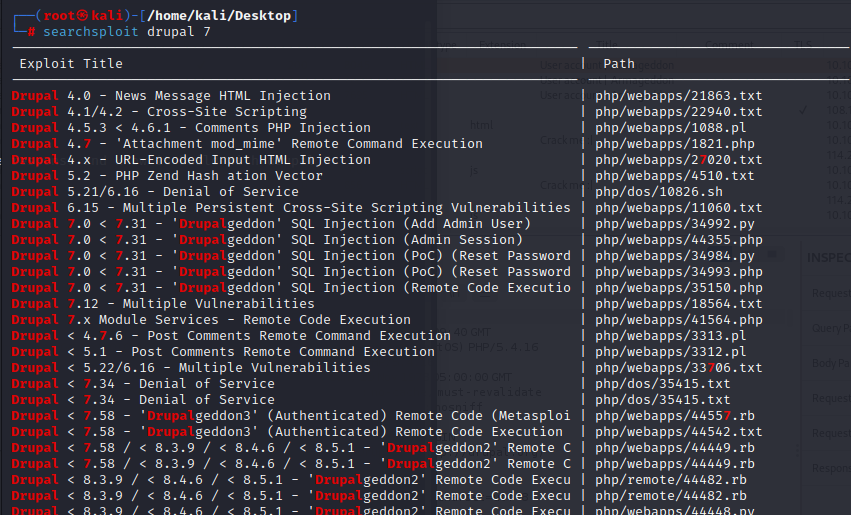 ┌──(root㉿kali)-[/home/kali/Desktop]
└─# searchsploit drupal 7
Exploit Title | Path
Drupal 4.0 - News Message HTML Injection | php/webapps/21863.txt
Drupal 4.1/4.2 - Cross-Site Scripting | php/webapps/22940.txt
Drupal 4.5.3 < 4.6.1 - Comments PHP Injection | php/webapps/1088.pl
Drupal 4.7 - 'Attachment mod_mime' Remote Command Execution | php/webapps/1821.php
Drupal 4.x - URL-Encoded Input HTML Injection | php/webapps/27020.txt
Drupal 5.2 - PHP Zend Hash ation Vector | php/webapps/4510.txt
Drupal 5.21/6.16 - Denial of Service | php/dos/10826.sh
Drupal 6.15 - Multiple Persistent Cross-Site Scripting Vulnerabilities | php/webapps/11060.txt
Drupal 7.0 < 7.31 - 'Drupalgeddon' SQL Injection (Add Admin User) | php/webapps/34992.py
Drupal 7.0 < 7.31 - 'Drupalgeddon' SQL Injection (Admin Session) | php/webapps/44355.php
Drupal 7.0 < 7.31 - 'Drupalgeddon' SQL Injection (PoC) (Reset Password | php/webapps/34984.py
Drupal 7.0 < 7.31 - 'Drupalgeddon' SQL Injection (PoC) (Reset Password | php/webapps/34993.php
Drupal 7.0 < 7.31 - 'Drupalgeddon' SQL Injection (Remote Code Executio | php/webapps/35150.php
Drupal 7.12 - Multiple Vulnerabilities | php/webapps/18564.txt
Drupal 7.x Module Services - Remote Code Execution | php/webapps/41564.php
Drupal < 4.7.6 - Post Comments Remote Command Execution | php/webapps/3313.pl
Drupal < 5.1 - Post Comments Remote Command Execution | php/webapps/3312.pl
Drupal < 5.22/6.16 - Multiple Vulnerabilities | php/webapps/33706.txt
Drupal < 7.34 - Denial of Service | php/dos/35415.txt
Drupal < 7.34 - Denial of Service | php/dos/35415.txt
Drupal < 7.58 - 'Drupalgeddon3' (Authenticated) Remote Code (Metasploi | php/webapps/44557.rb
Drupal < 7.58 - 'Drupalgeddon3' (Authenticated) Remote Code Execution | php/webapps/44542.txt
Drupal < 7.58 / < 8.3.9 / < 8.4.6 / < 8.5.1 - 'Drupalgeddon2' Remote C | php/webapps/44449.rb
Drupal < 7.58 / < 8.3.9 / < 8.4.6 / < 8.5.1 - 'Drupalgeddon2' Remote C | php/webapps/44449.rb
Drupal < 8.3.9 / < 8.4.6 / < 8.5.1 - 'Drupalgeddon2' Remote Code Execu | php/remote/44482.rb
Drupal < 8.3.9 / < 8.4.6 / < 8.5.1 - 'Drupalgeddon2' Remote Code Execu | php/remote/44482.rb
Drupal < 8.3.9 / < 8.4.6 / < 8.5.1 - 'Drupalgeddon2' Remote Code Execu | php/webapps/44448.py